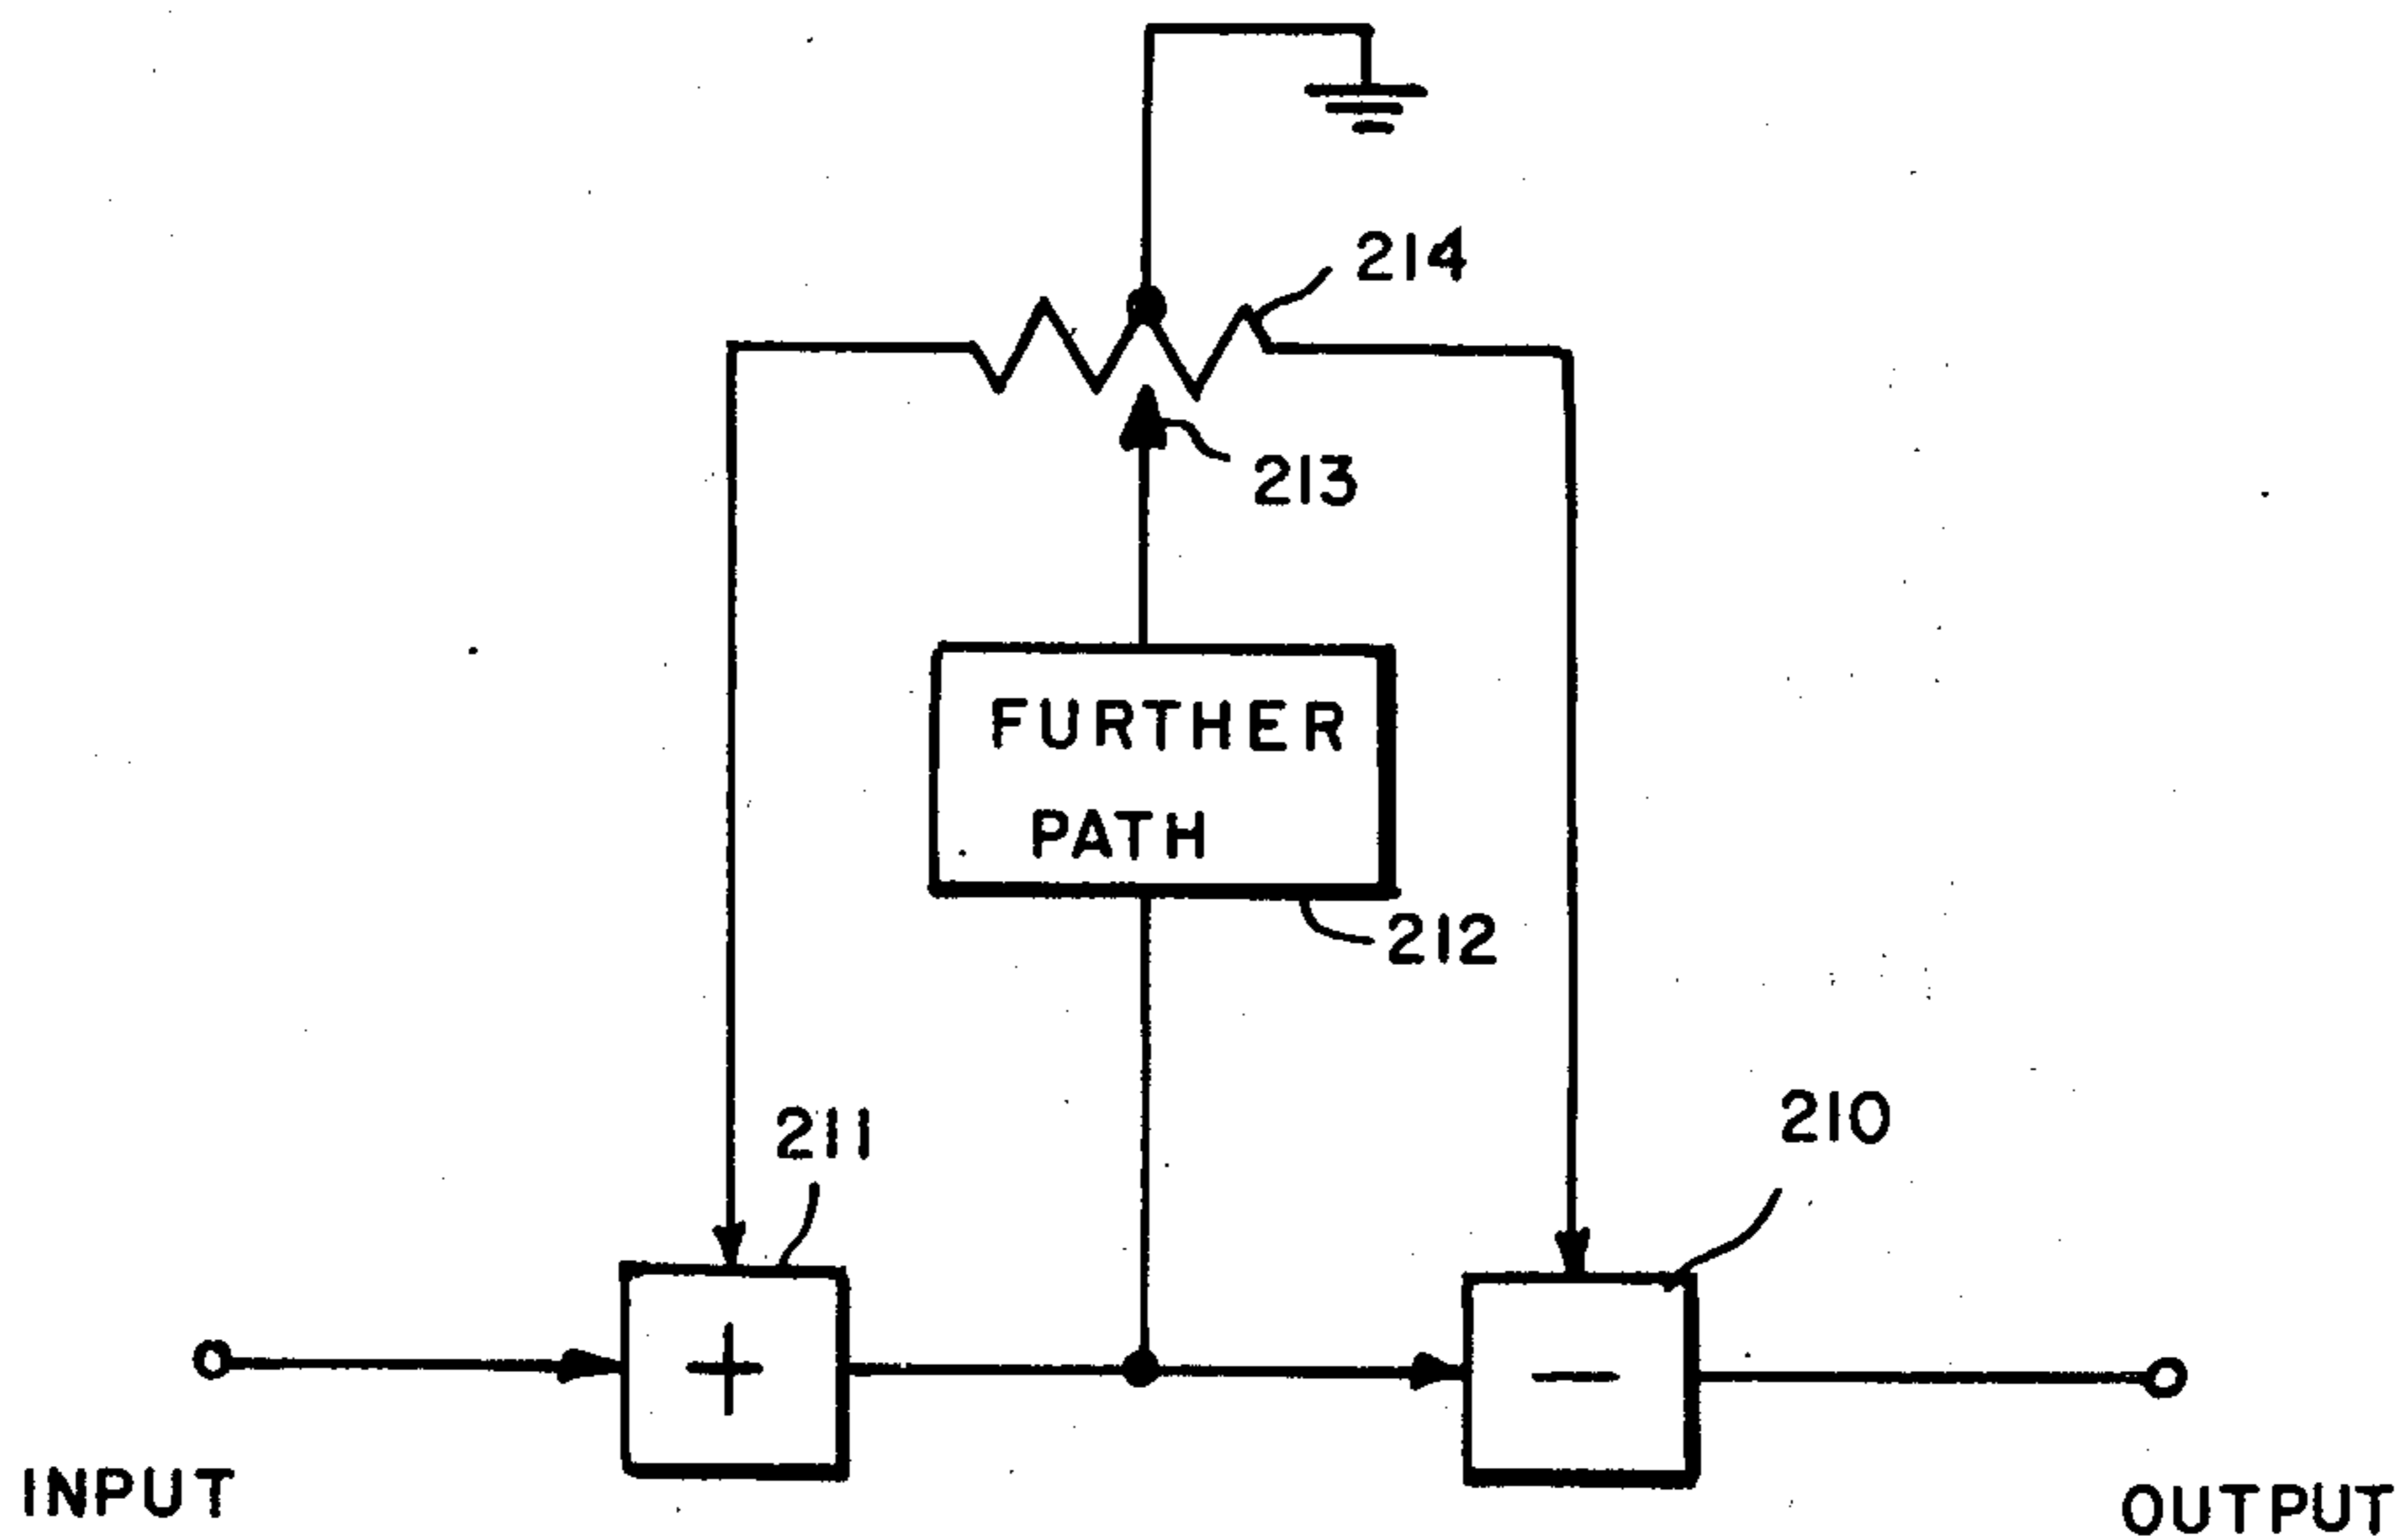 214
213
FURTHER
PATH
212
211
210
+
−
INPUT
OUTPUT